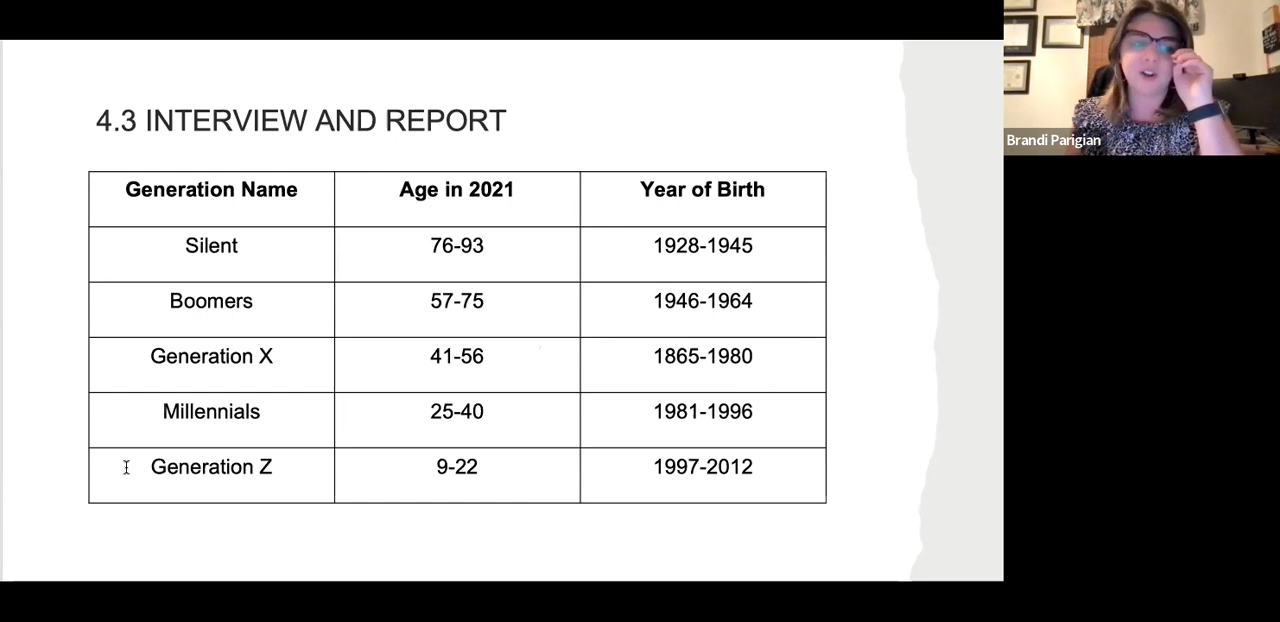 4.3 INTERVIEW AND REPORT
Generation Name Age in 2021 Year of Birth
Silent 76-93 1928-1945
Boomers 57-75 1946-1964
Generation X 41-56 1865-1980
Millennials 25-40 1981-1996
Generation Z 9-22 1997-2012
Brandi Parigian